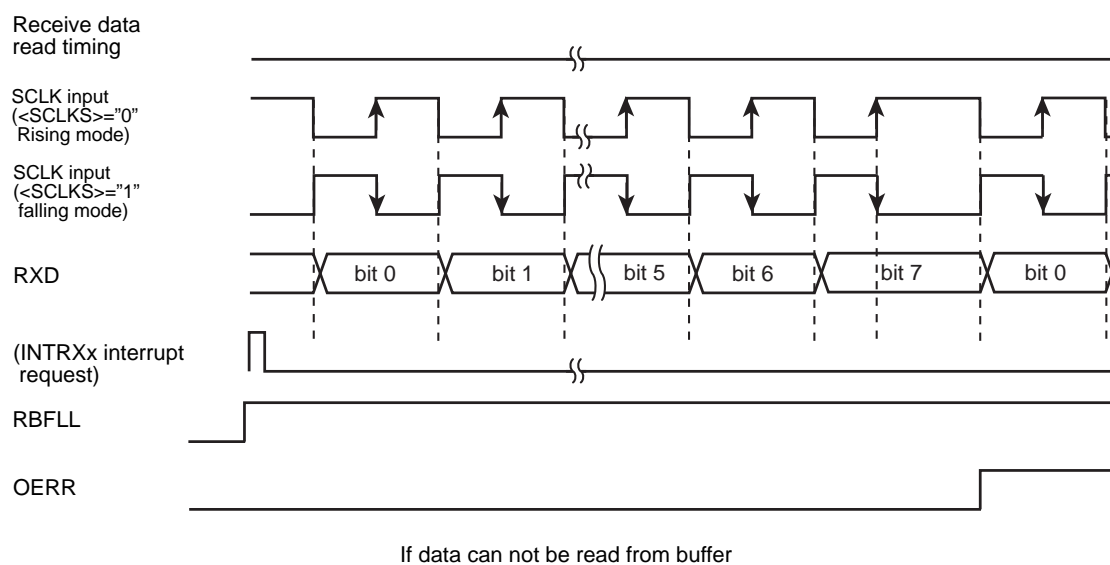 Receive data
read timing
SCLK input
(<SCLKS>=”0”
Rising mode)
SCLK input
(<SCLKS>=”1”
falling mode)
RXD
bit 0
bit 1
bit 5
bit 6
bit 7
bit 0
(INTRXx interrupt
request)
RBFLL
OERR
If data can not be read from buffer